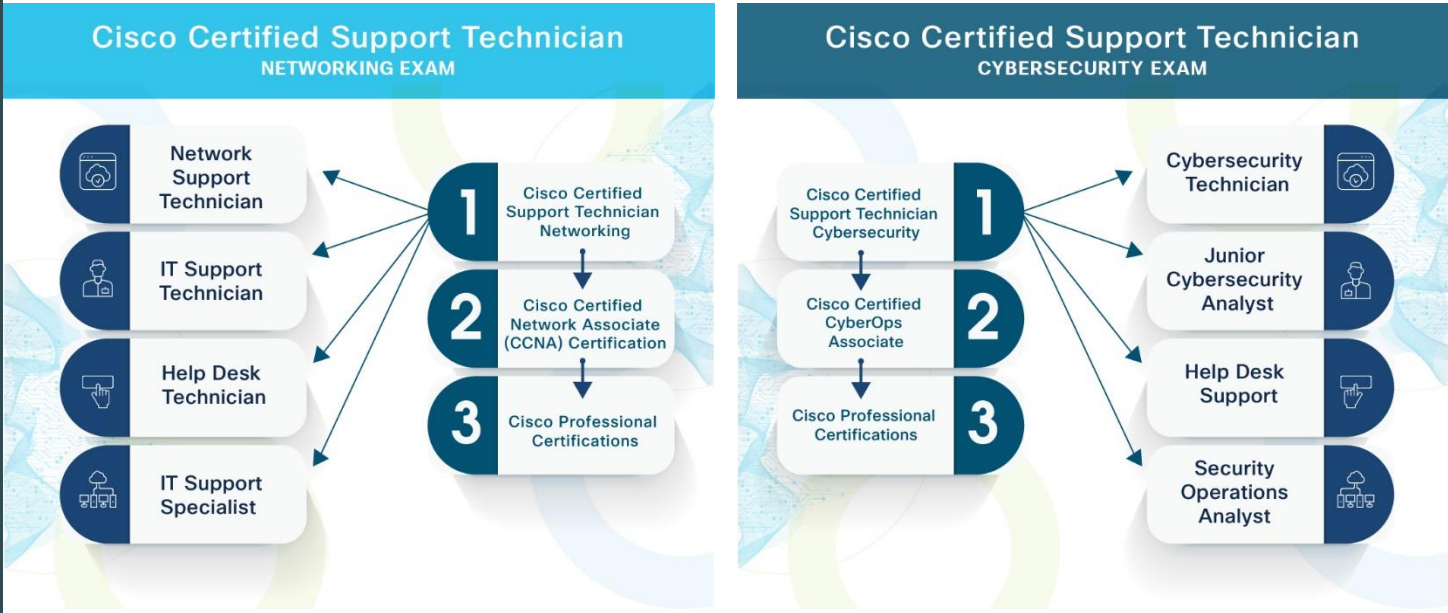 Cisco Certified Support Technician
NETWORKING EXAM
Network
Support
Technician
IT Support
Technician
Help Desk
Technician
IT Support
Specialist
1
Cisco Certified
Support Technician
Networking
2
Cisco Certified
Network Associate
(CCNA) Certification
3
Cisco Professional
Certifications
Cisco Certified Support Technician
CYBERSECURITY EXAM
Cisco Certified
Support Technician
Cybersecurity
1
Cisco Certified
CyberOps
Associate
2
Cisco Professional
Certifications
3
Cybersecurity
Technician
Junior
Cybersecurity
Analyst
Help Desk
Support
Security
Operations
Analyst